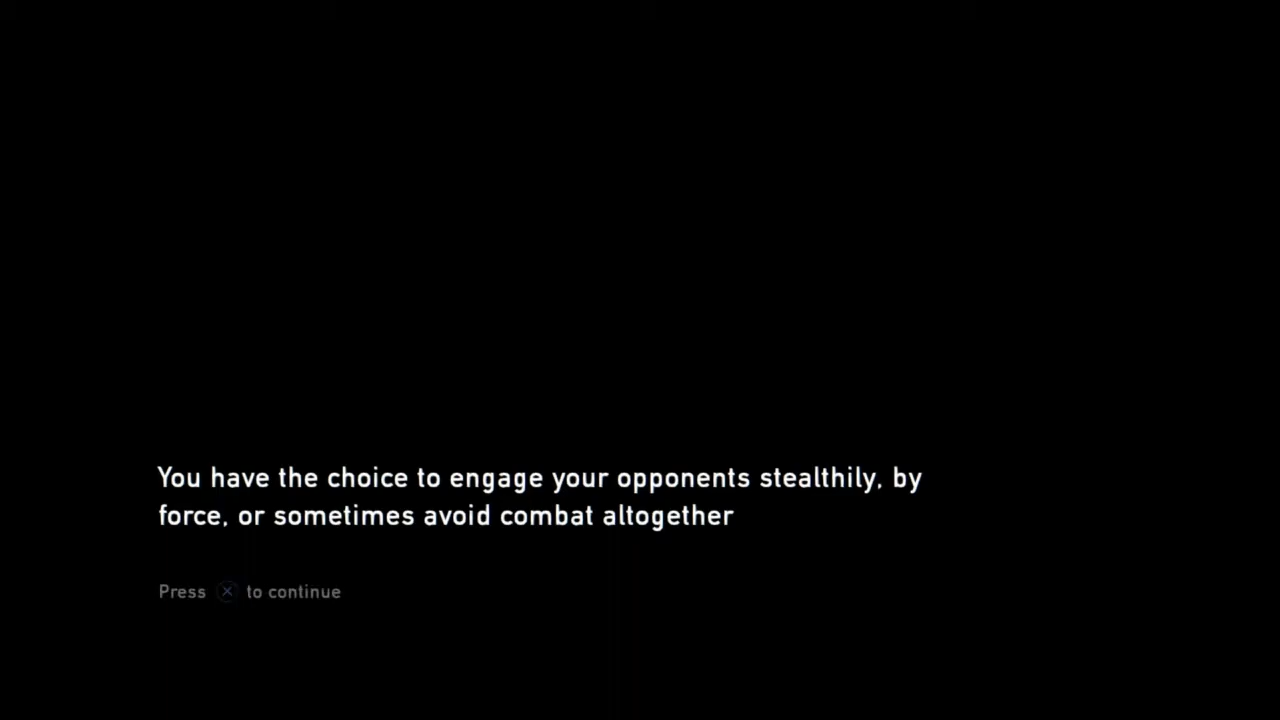 You have the choice to engage your opponents stealthily, by
force, or sometimes avoid combat altogether
Press ⓧ to continue